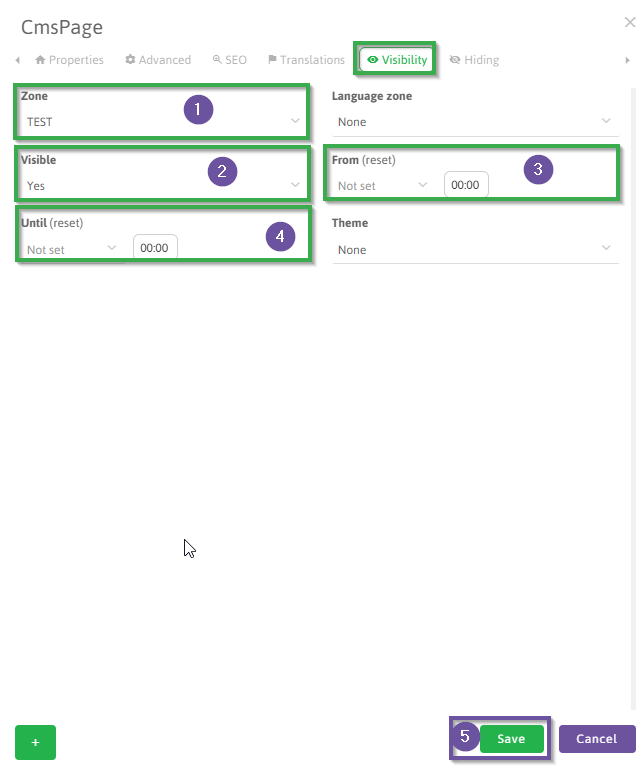 CmsPage
Properties Advanced SEO Translations Visibility Hiding
Zone
TEST
1
Language zone
None
Visible
Yes
2
From (reset)
Not set 00:00
3
Until (reset)
Not set 00:00
4
Theme
None
+
5 Save Cancel